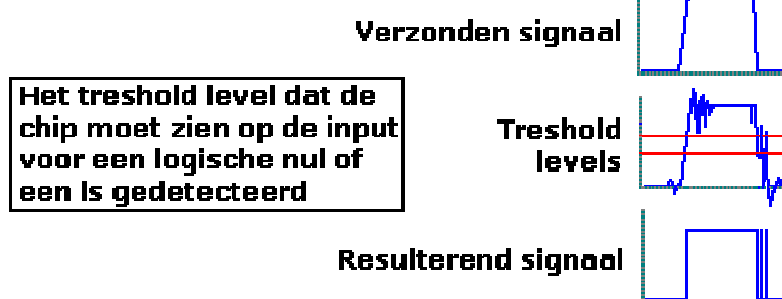 Verzonden signaal
Het treshold level dat de
chip moet zien op de input
voor een logische nul of
een is gedetecteerd
Treshold
levels
Resulterend signaal